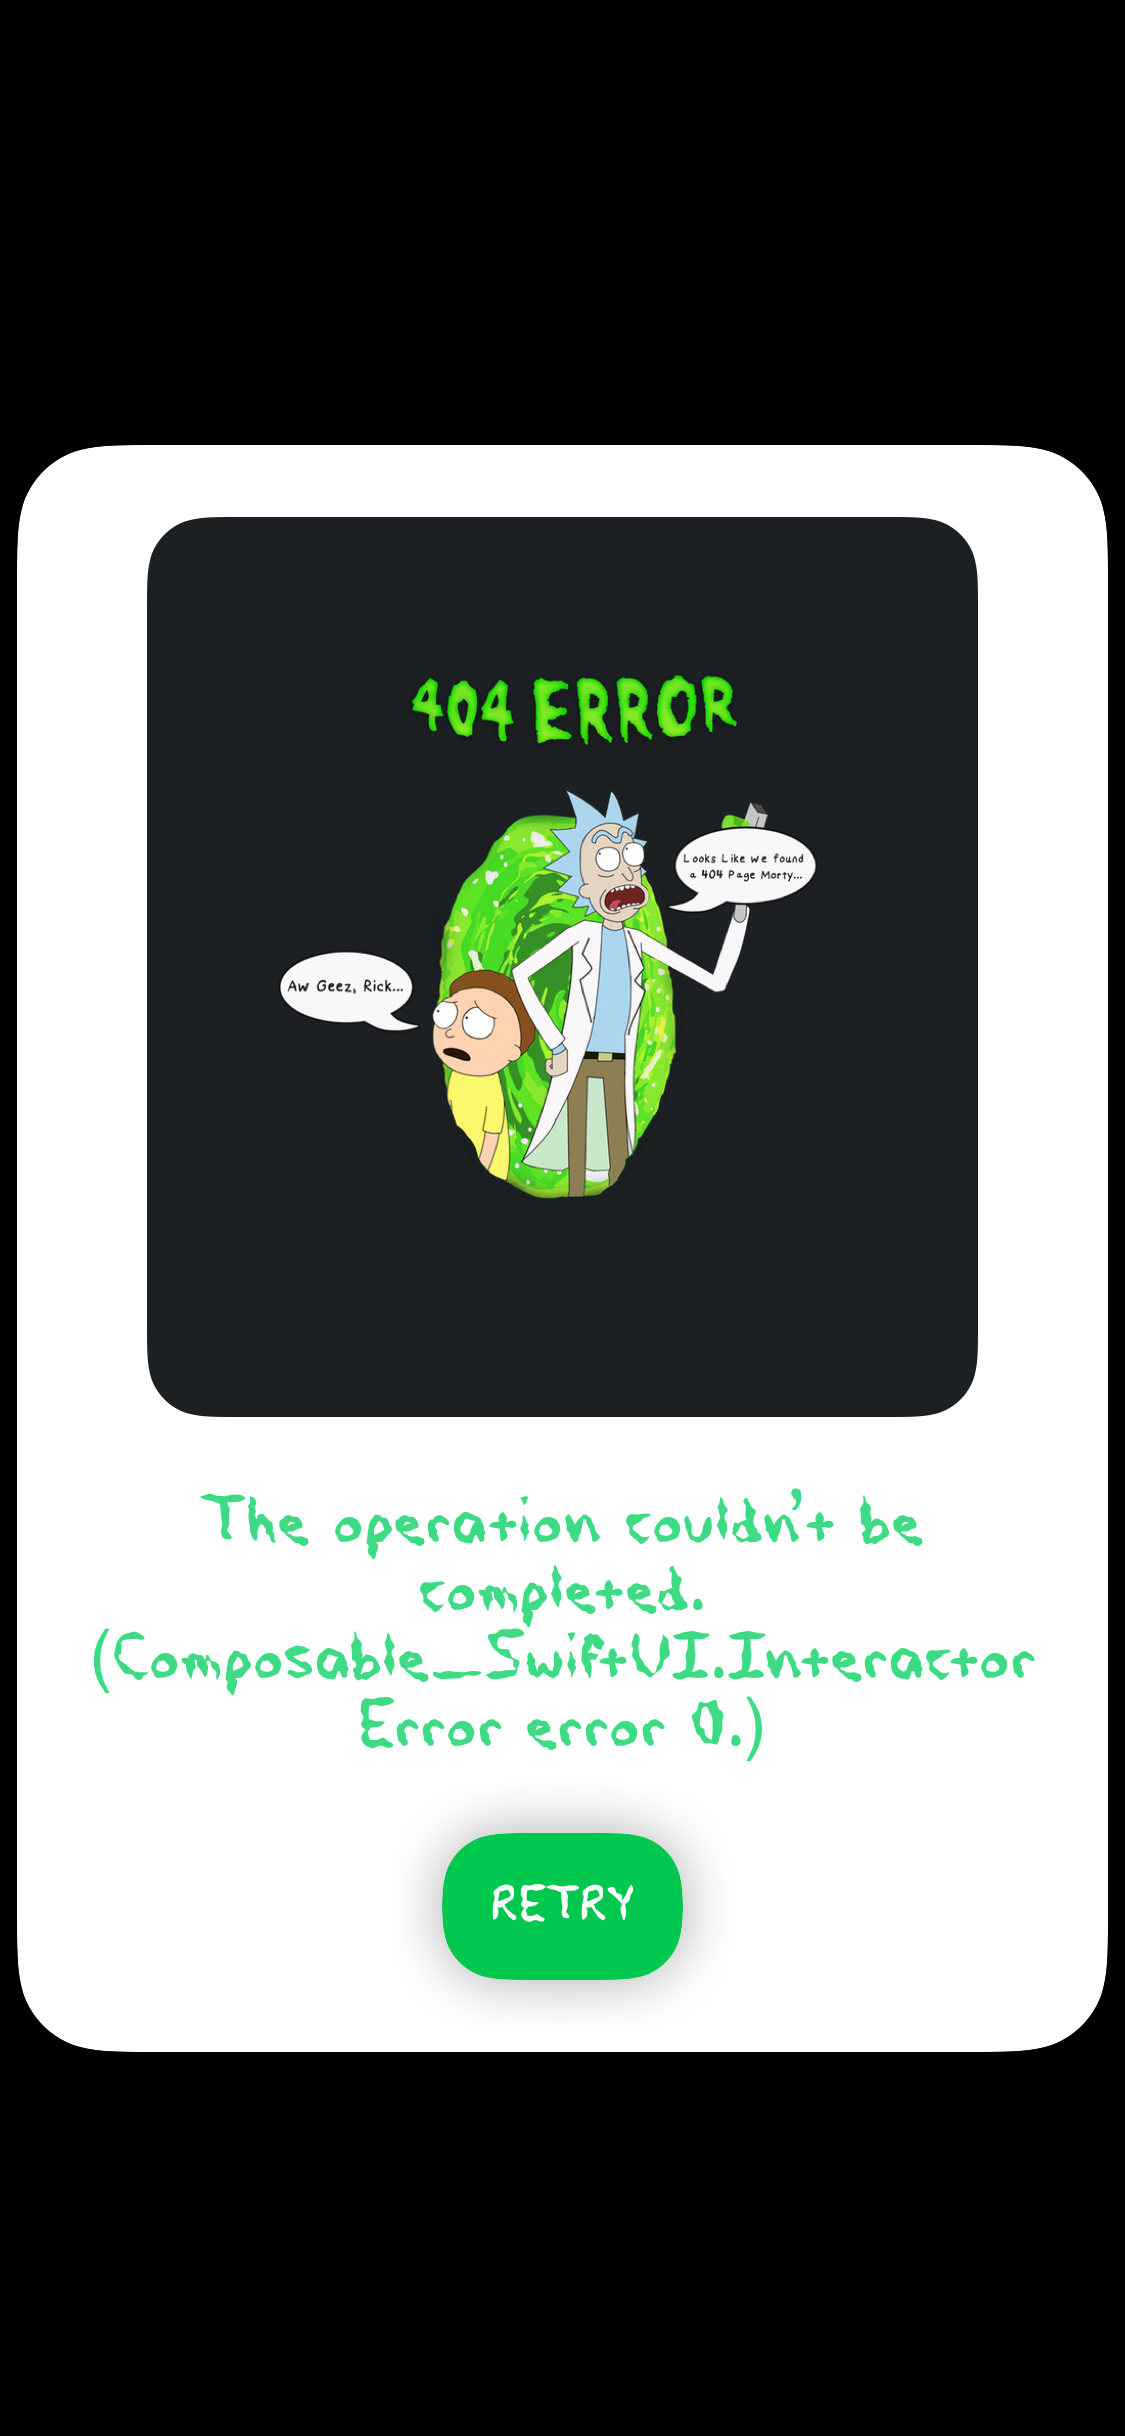 404 ERROR
Looks Like we found
a 404 Page Morty...
Aw Geez, Rick...
The operation couldn't be
completed.
(Composable_SwiftUI.Interactor
Error error 0.)
RETRY